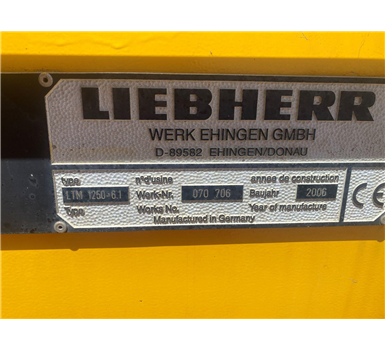 LIEBHERR
WERK EHINGEN GMBH
D-89582 EHINGEN/DONAU
type n°d'usine annee de construction
LTM 1250-6.1 Werk-Nr. 070 706 Baujahr 2006
Type Works No. Year of manufacture
Manufactured in Germany
CE